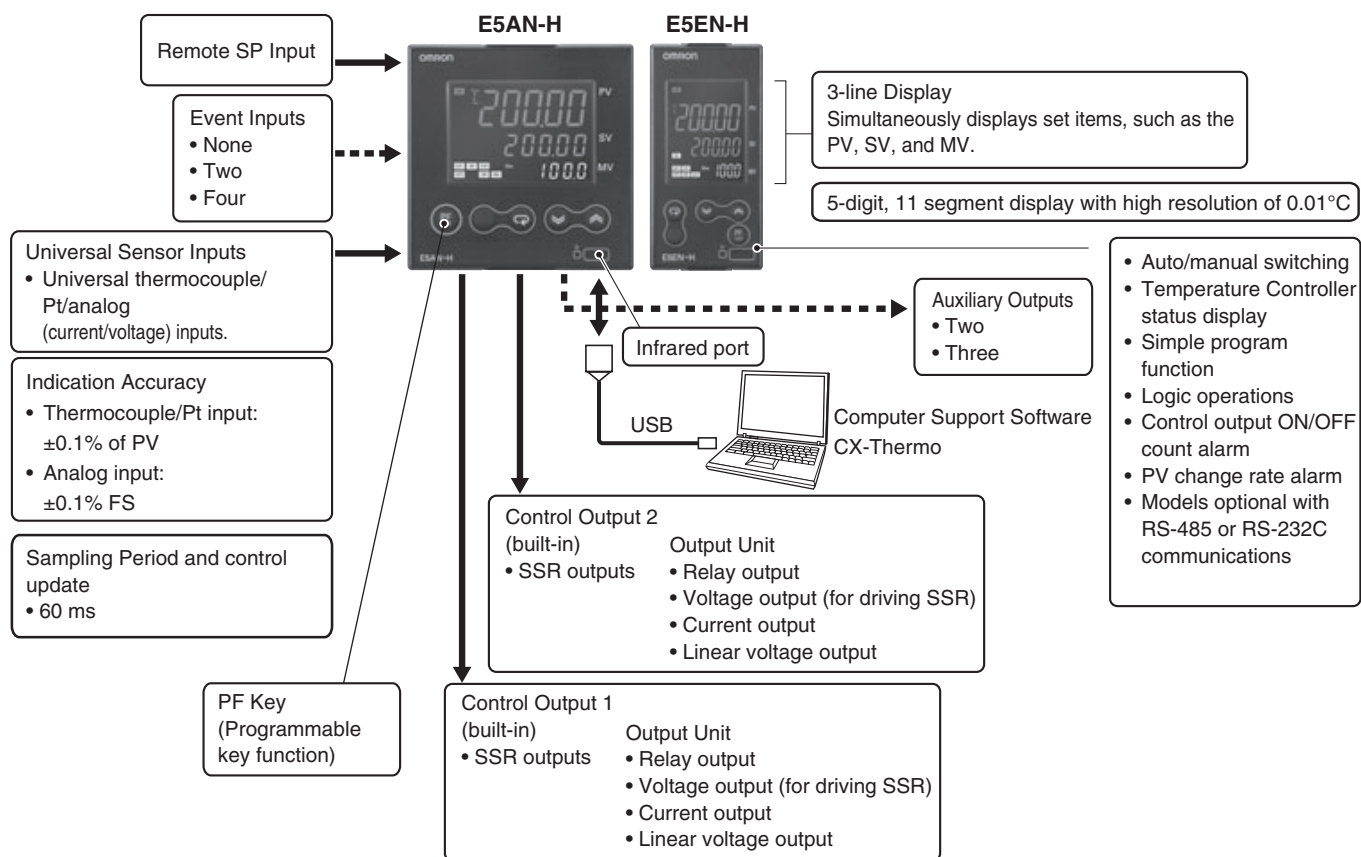 E5AN-H
E5EN-H
Remote SP Input
OMRON
200.00
PV
200.00
SV
100.0
MV
PF
E5AN-H
OMRON
200.00
PV
200.00
100.0
E5EN-H
3-line Display
Simultaneously displays set items, such as the
PV, SV, and MV.
Event Inputs
• None
• Two
• Four
5-digit, 11 segment display with high resolution of 0.01°C
Universal Sensor Inputs
• Universal thermocouple/
Pt/analog
(current/voltage) inputs.
• Auto/manual switching
• Temperature Controller
status display
• Simple program
function
• Logic operations
• Control output ON/OFF
count alarm
• PV change rate alarm
• Models optional with
RS-485 or RS-232C
communications
Auxiliary Outputs
• Two
• Three
Infrared port
Indication Accuracy
• Thermocouple/Pt input:
±0.1% of PV
• Analog input:
±0.1% FS
USB
Computer Support Software
CX-Thermo
Sampling Period and control
update
• 60 ms
Control Output 2
(built-in)
• SSR outputs
Output Unit
• Relay output
• Voltage output (for driving SSR)
• Current output
• Linear voltage output
PF Key
(Programmable
key function)
Control Output 1
(built-in)
• SSR outputs
Output Unit
• Relay output
• Voltage output (for driving SSR)
• Current output
• Linear voltage output